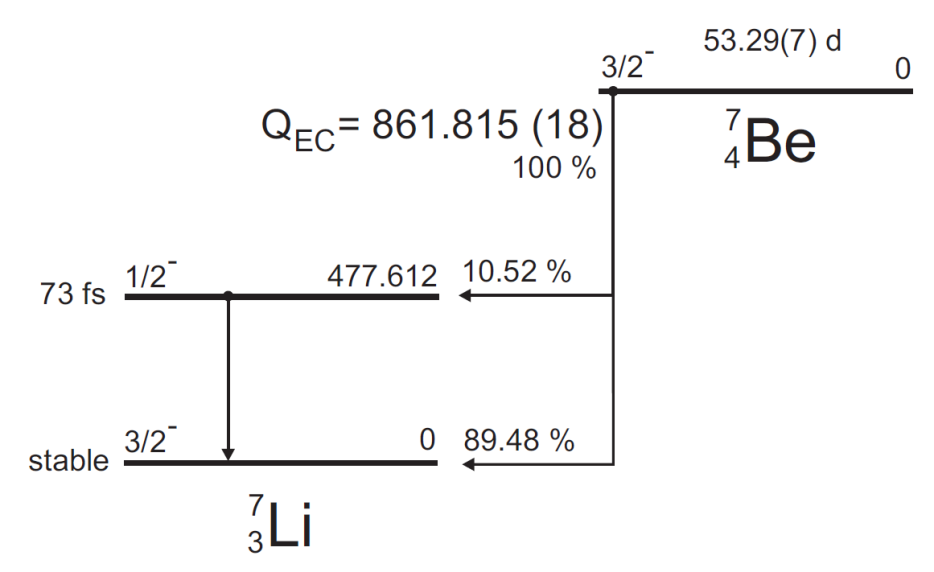 53.29(7) d
3/2⁻ 0
Q_EC = 861.815 (18)
⁷₄Be
100 %
1/2⁻ 477.612 10.52 %
73 fs
3/2⁻ 0 89.48 %
stable
⁷₃Li